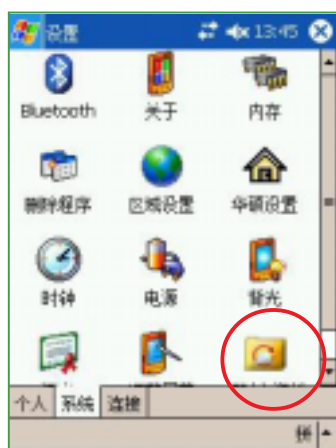 设置 13:45
Bluetooth 关于 内存
删除程序 区域设置 华硕设置
时钟 电源 背光
个人 系统 连接
拼